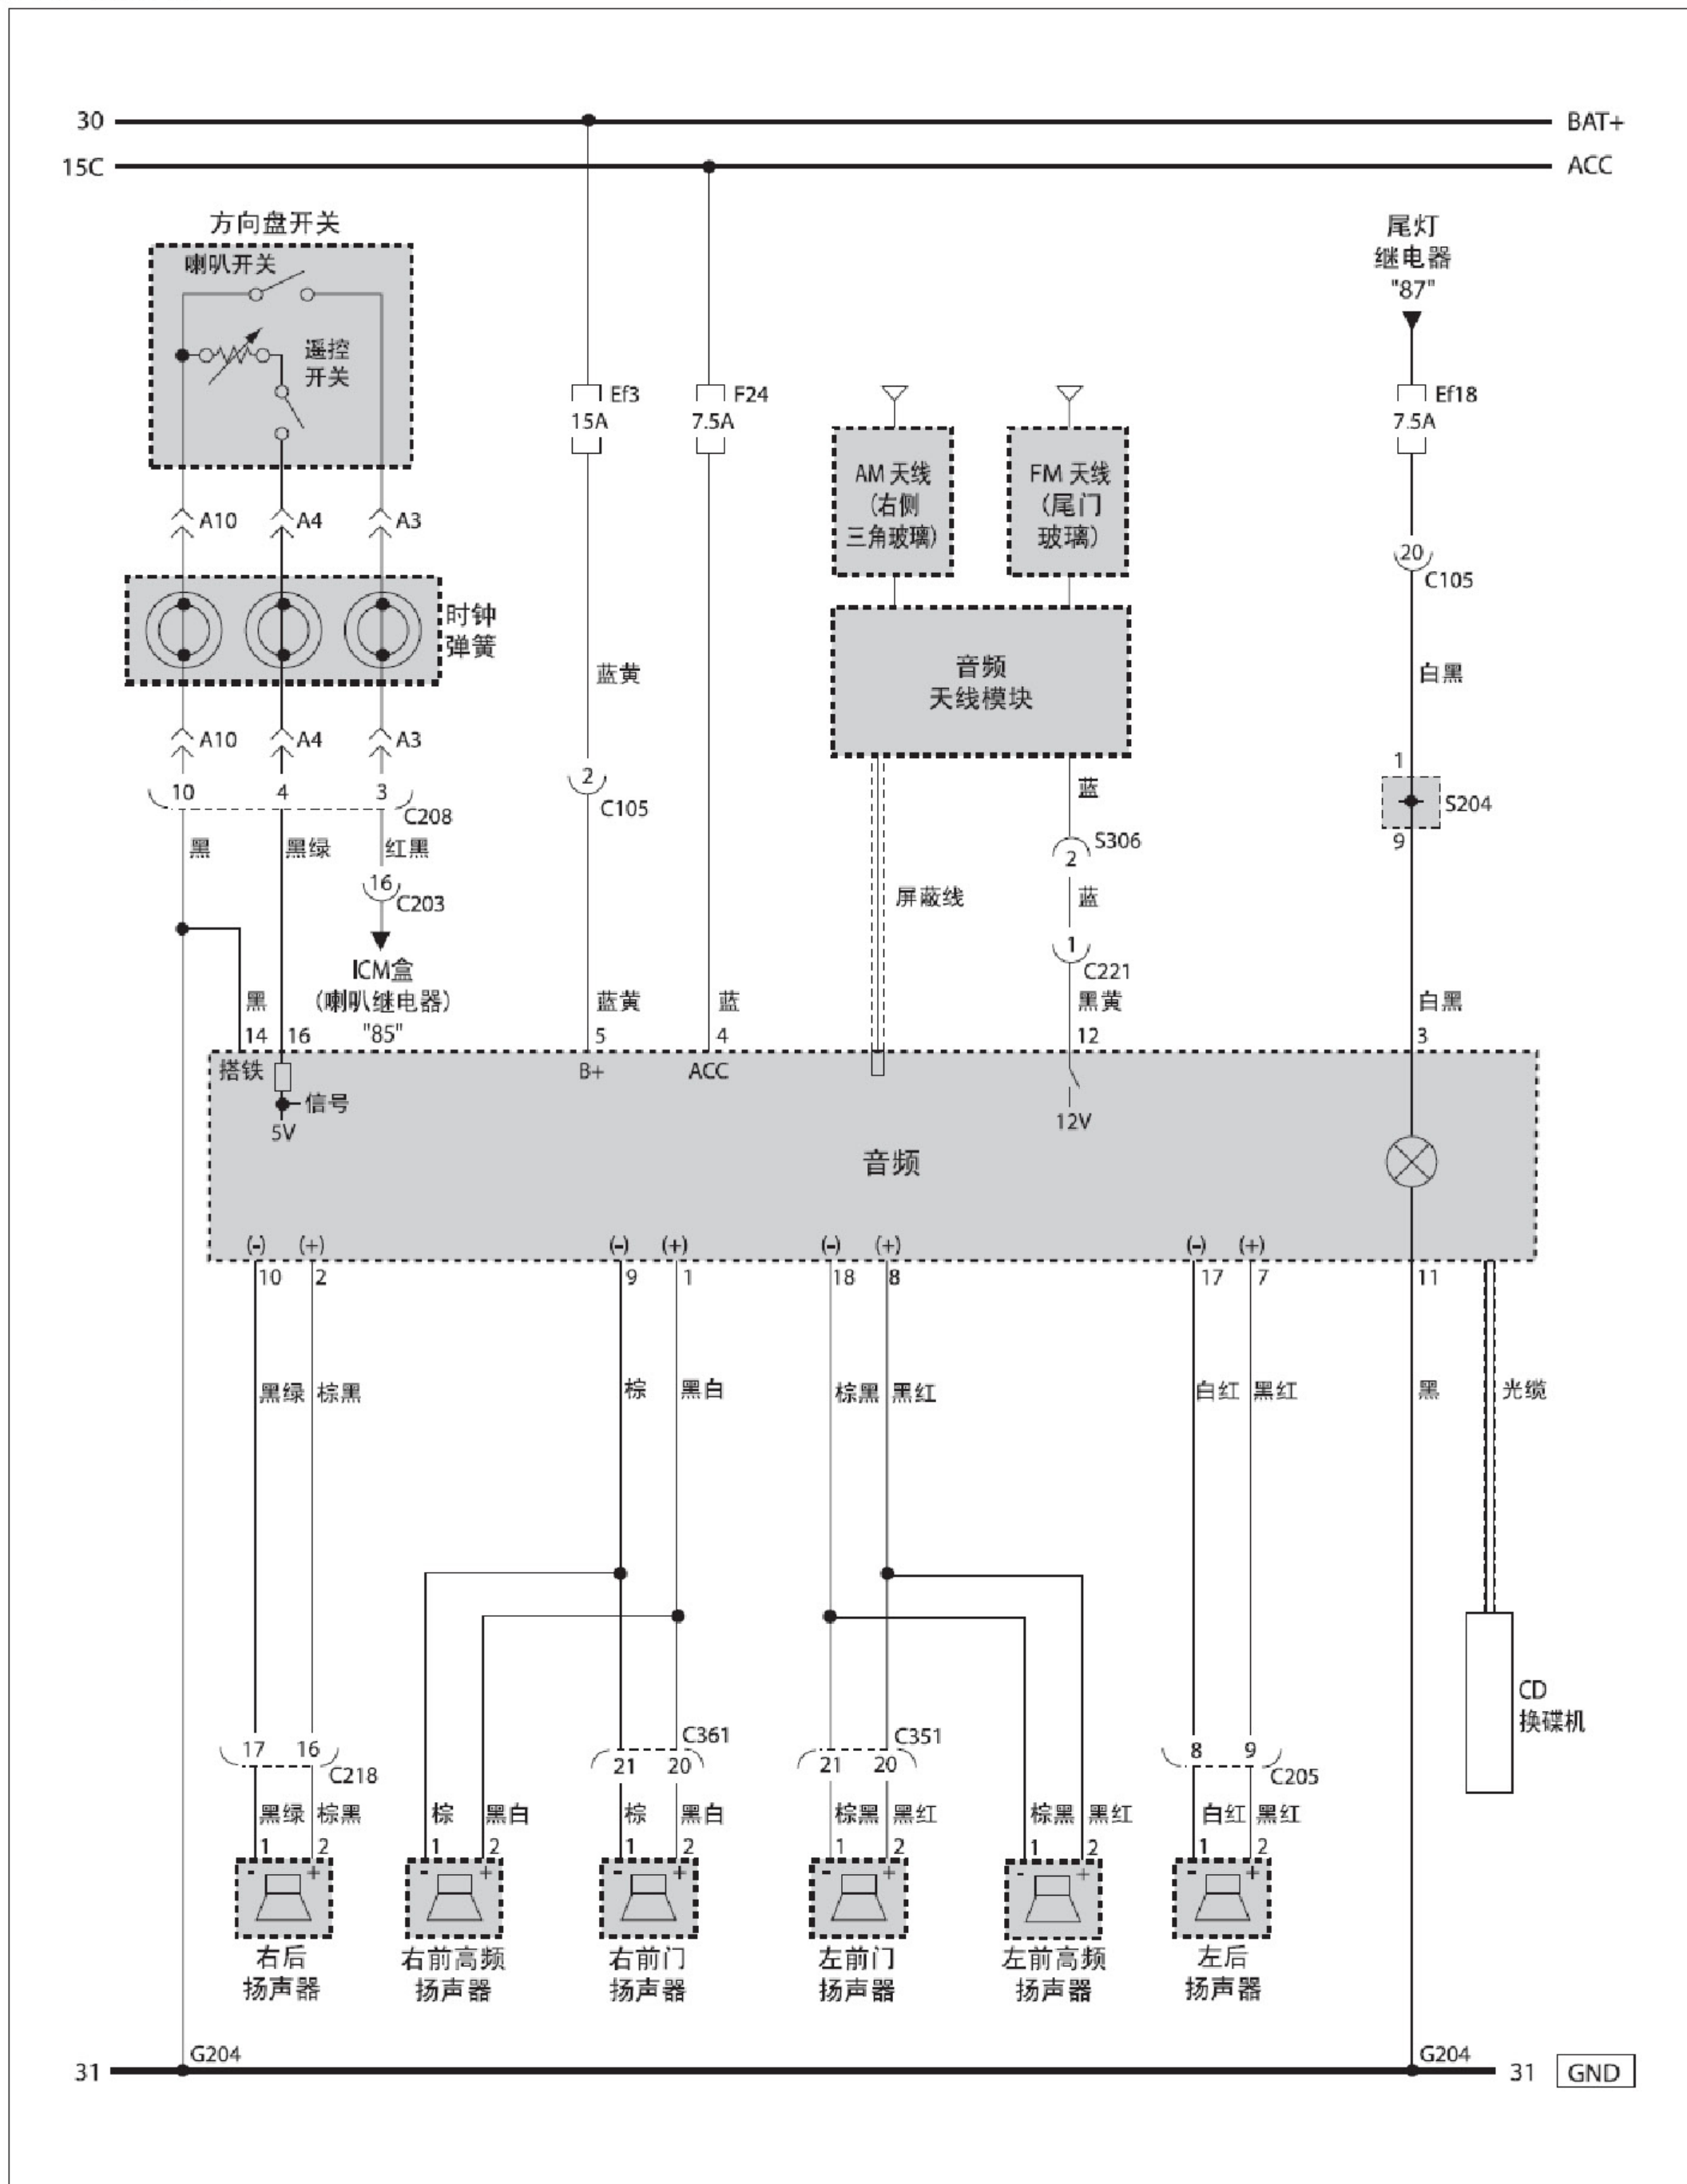 30
BAT+
15C
ACC
方向盘开关
喇叭开关
遥控
开关
尾灯
继电器
"87"
Ef3
15A
F24
7.5A
Ef18
7.5A
AM 天线
(右侧
三角玻璃)
FM 天线
(尾门
玻璃)
A10
A4
A3
20
C105
时钟
弹簧
音频
天线模块
蓝黄
白黑
A10
A4
A3
10
4
3
C208
2
C105
蓝
1
S204
9
黑
黑绿
红黑
S306
2
16
C203
屏蔽线
蓝
1
C221
ICM盒
(喇叭继电器)
"85"
黑
蓝黄
蓝
黑黄
白黑
14
16
5
4
12
3
搭铁
B+
ACC
信号
5V
12V
音频
(-)
(+)
(-)
(+)
(-)
(+)
(-)
(+)
10
2
9
1
18
8
17
7
11
黑绿
棕黑
棕
黑白
棕黑
黑红
白红
黑红
黑
光缆
CD
换碟机
17
16
C218
C361
21
20
C351
21
20
8
9
C205
黑绿
棕黑
棕
黑白
棕
黑白
棕黑
黑红
棕黑
黑红
白红
黑红
1
2
1
2
1
2
1
2
1
2
1
2
-
+
-
+
-
+
-
+
-
+
-
+
右后
扬声器
右前高频
扬声器
右前门
扬声器
左前门
扬声器
左前高频
扬声器
左后
扬声器
G204
G204
31
31
GND